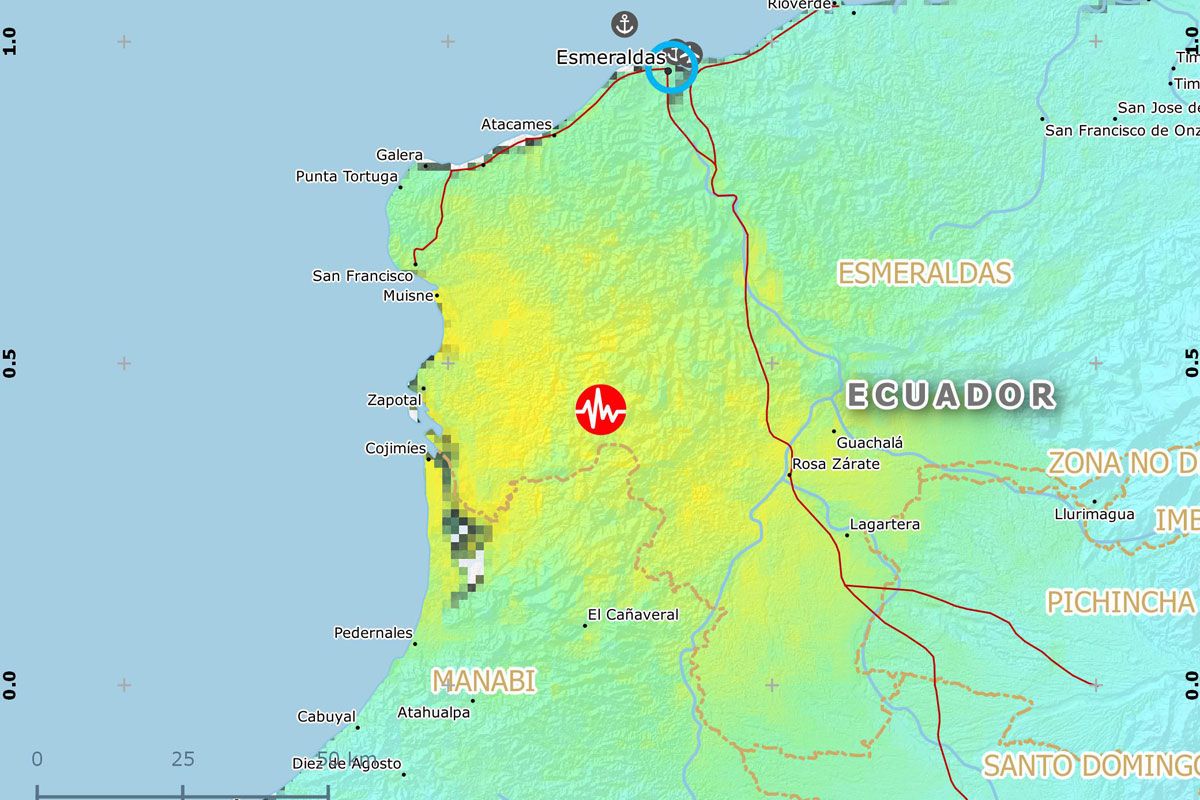 Rioverde
1.0
1.0
Esmeraldas
Tim
Tim
San Jose de
San Francisco de Onz
Atacames
Galera
Punta Tortuga
ESMERALDAS
San Francisco
Muisne
0.5
0.5
ECUADOR
Zapotal
Guachalá
Cojimíes
Rosa Zárate
ZONA NO D
Llurimagua
IMB
Lagartera
PICHINCHA
El Cañaveral
Pedernales
0.0
0.0
MANABI
Cabuyal
Atahualpa
0
25
50 km
Diez de Agosto
SANTO DOMINGO